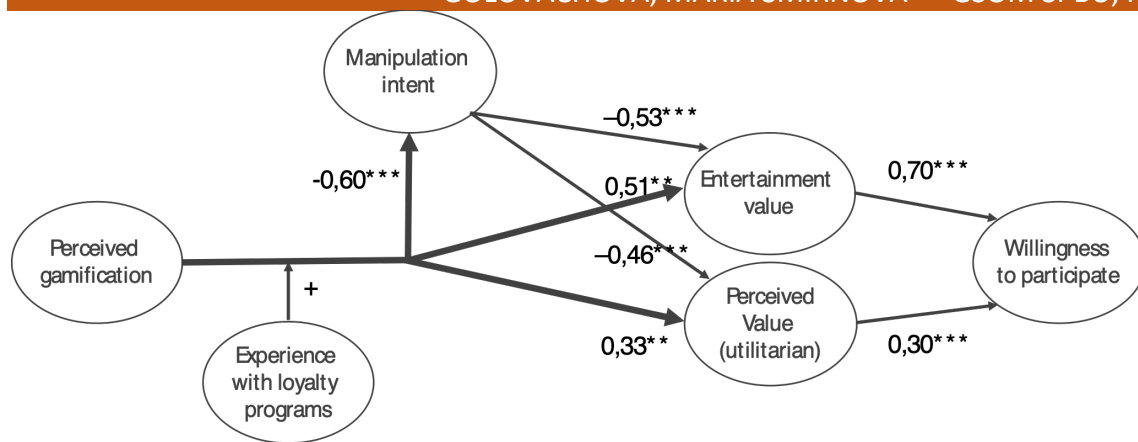 Manipulation
intent
–0,53***
-0,60***
0,51**
Entertainment
value
0,70***
Perceived
gamification
–0,46***
Willingness
to participate
+
Perceived
Value
(utilitarian)
0,33**
0,30***
Experience
with loyalty
programs